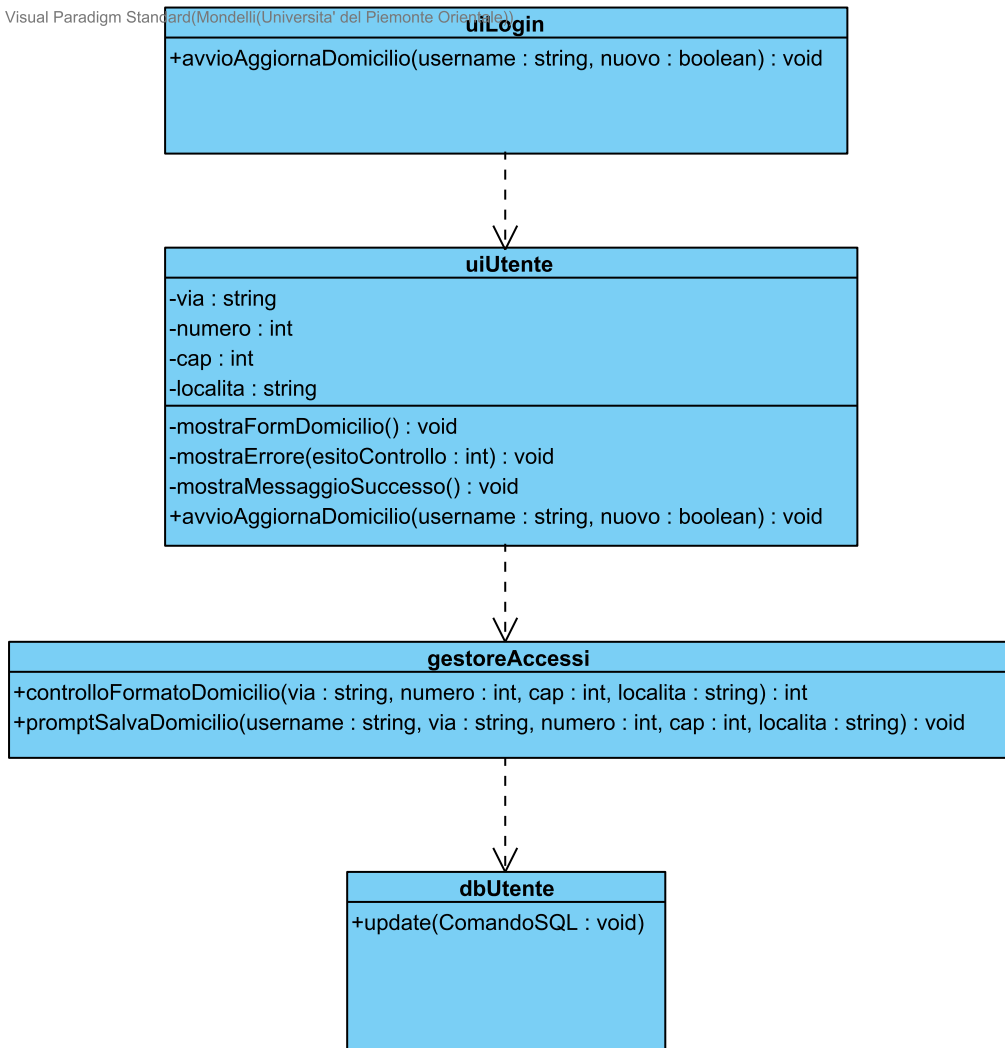 Visual Paradigm Standard(Mondelli(Universita' del Piemonte Orientale))
uiLogin
+avvioAggiornaDomicilio(username : string, nuovo : boolean) : void
uiUtente
-via : string
-numero : int
-cap : int
-localita : string
-mostraFormDomicilio() : void
-mostraErrore(esitoControllo : int) : void
-mostraMessaggioSuccesso() : void
+avvioAggiornaDomicilio(username : string, nuovo : boolean) : void
gestoreAccessi
+controlloFormatoDomicilio(via : string, numero : int, cap : int, localita : string) : int
+promptSalvaDomicilio(username : string, via : string, numero : int, cap : int, localita : string) : void
dbUtente
+update(ComandoSQL : void)